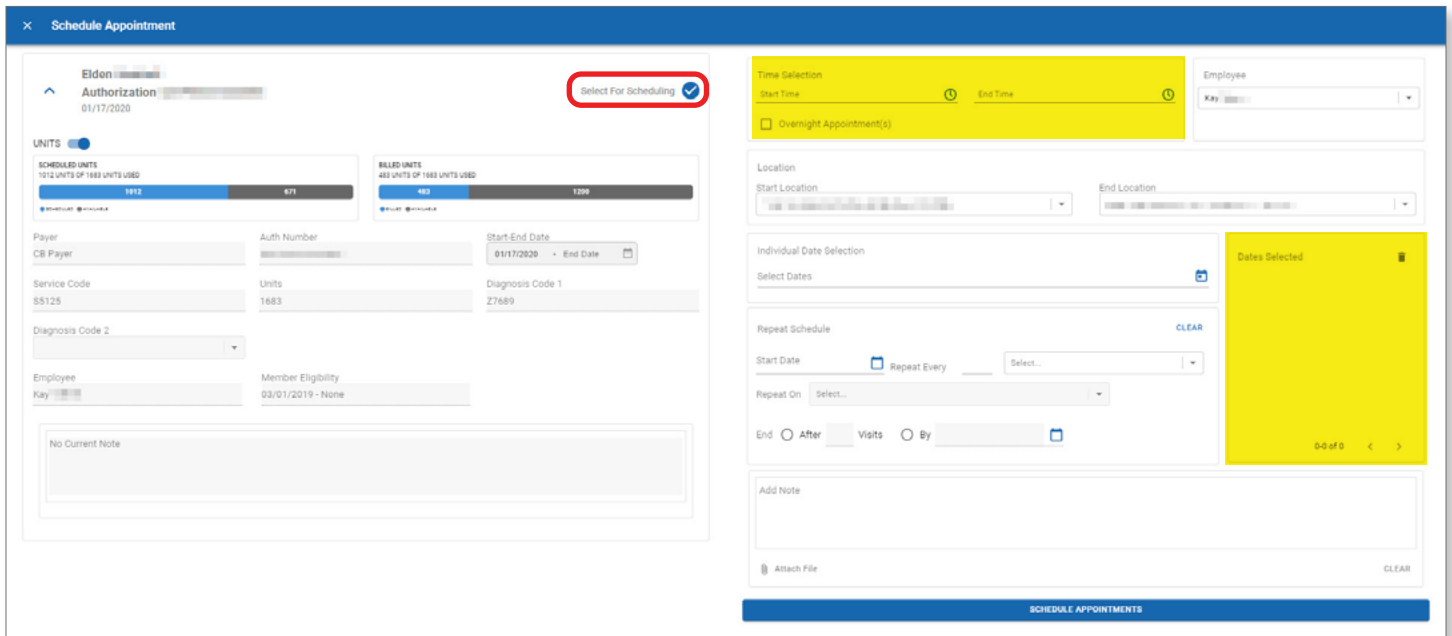 × Schedule Appointment
Elden
Authorization
01/17/2020
Select For Scheduling
UNITS
SCHEDULED UNITS
1012 UNITS OF 1683 UNITS USED
1012 671
SCHEDULED AVAILABLE
BILLED UNITS
483 UNITS OF 1683 UNITS USED
483 1200
BILLED AVAILABLE
Payer
CB Payer
Auth Number
Start-End Date
01/17/2020 - End Date
Service Code
S5125
Units
1683
Diagnosis Code 1
Z7689
Diagnosis Code 2
Employee
Kay
Member Eligibility
03/01/2019 - None
No Current Note
Time Selection
Start Time
End Time
Overnight Appointment(s)
Employee
Kay
Location
Start Location
End Location
Individual Date Selection
Select Dates
Dates Selected
0-0 of 0
Repeat Schedule
CLEAR
Start Date
Repeat Every
Select...
Repeat On Select...
End After Visits By
Add Note
Attach File
CLEAR
SCHEDULE APPOINTMENTS